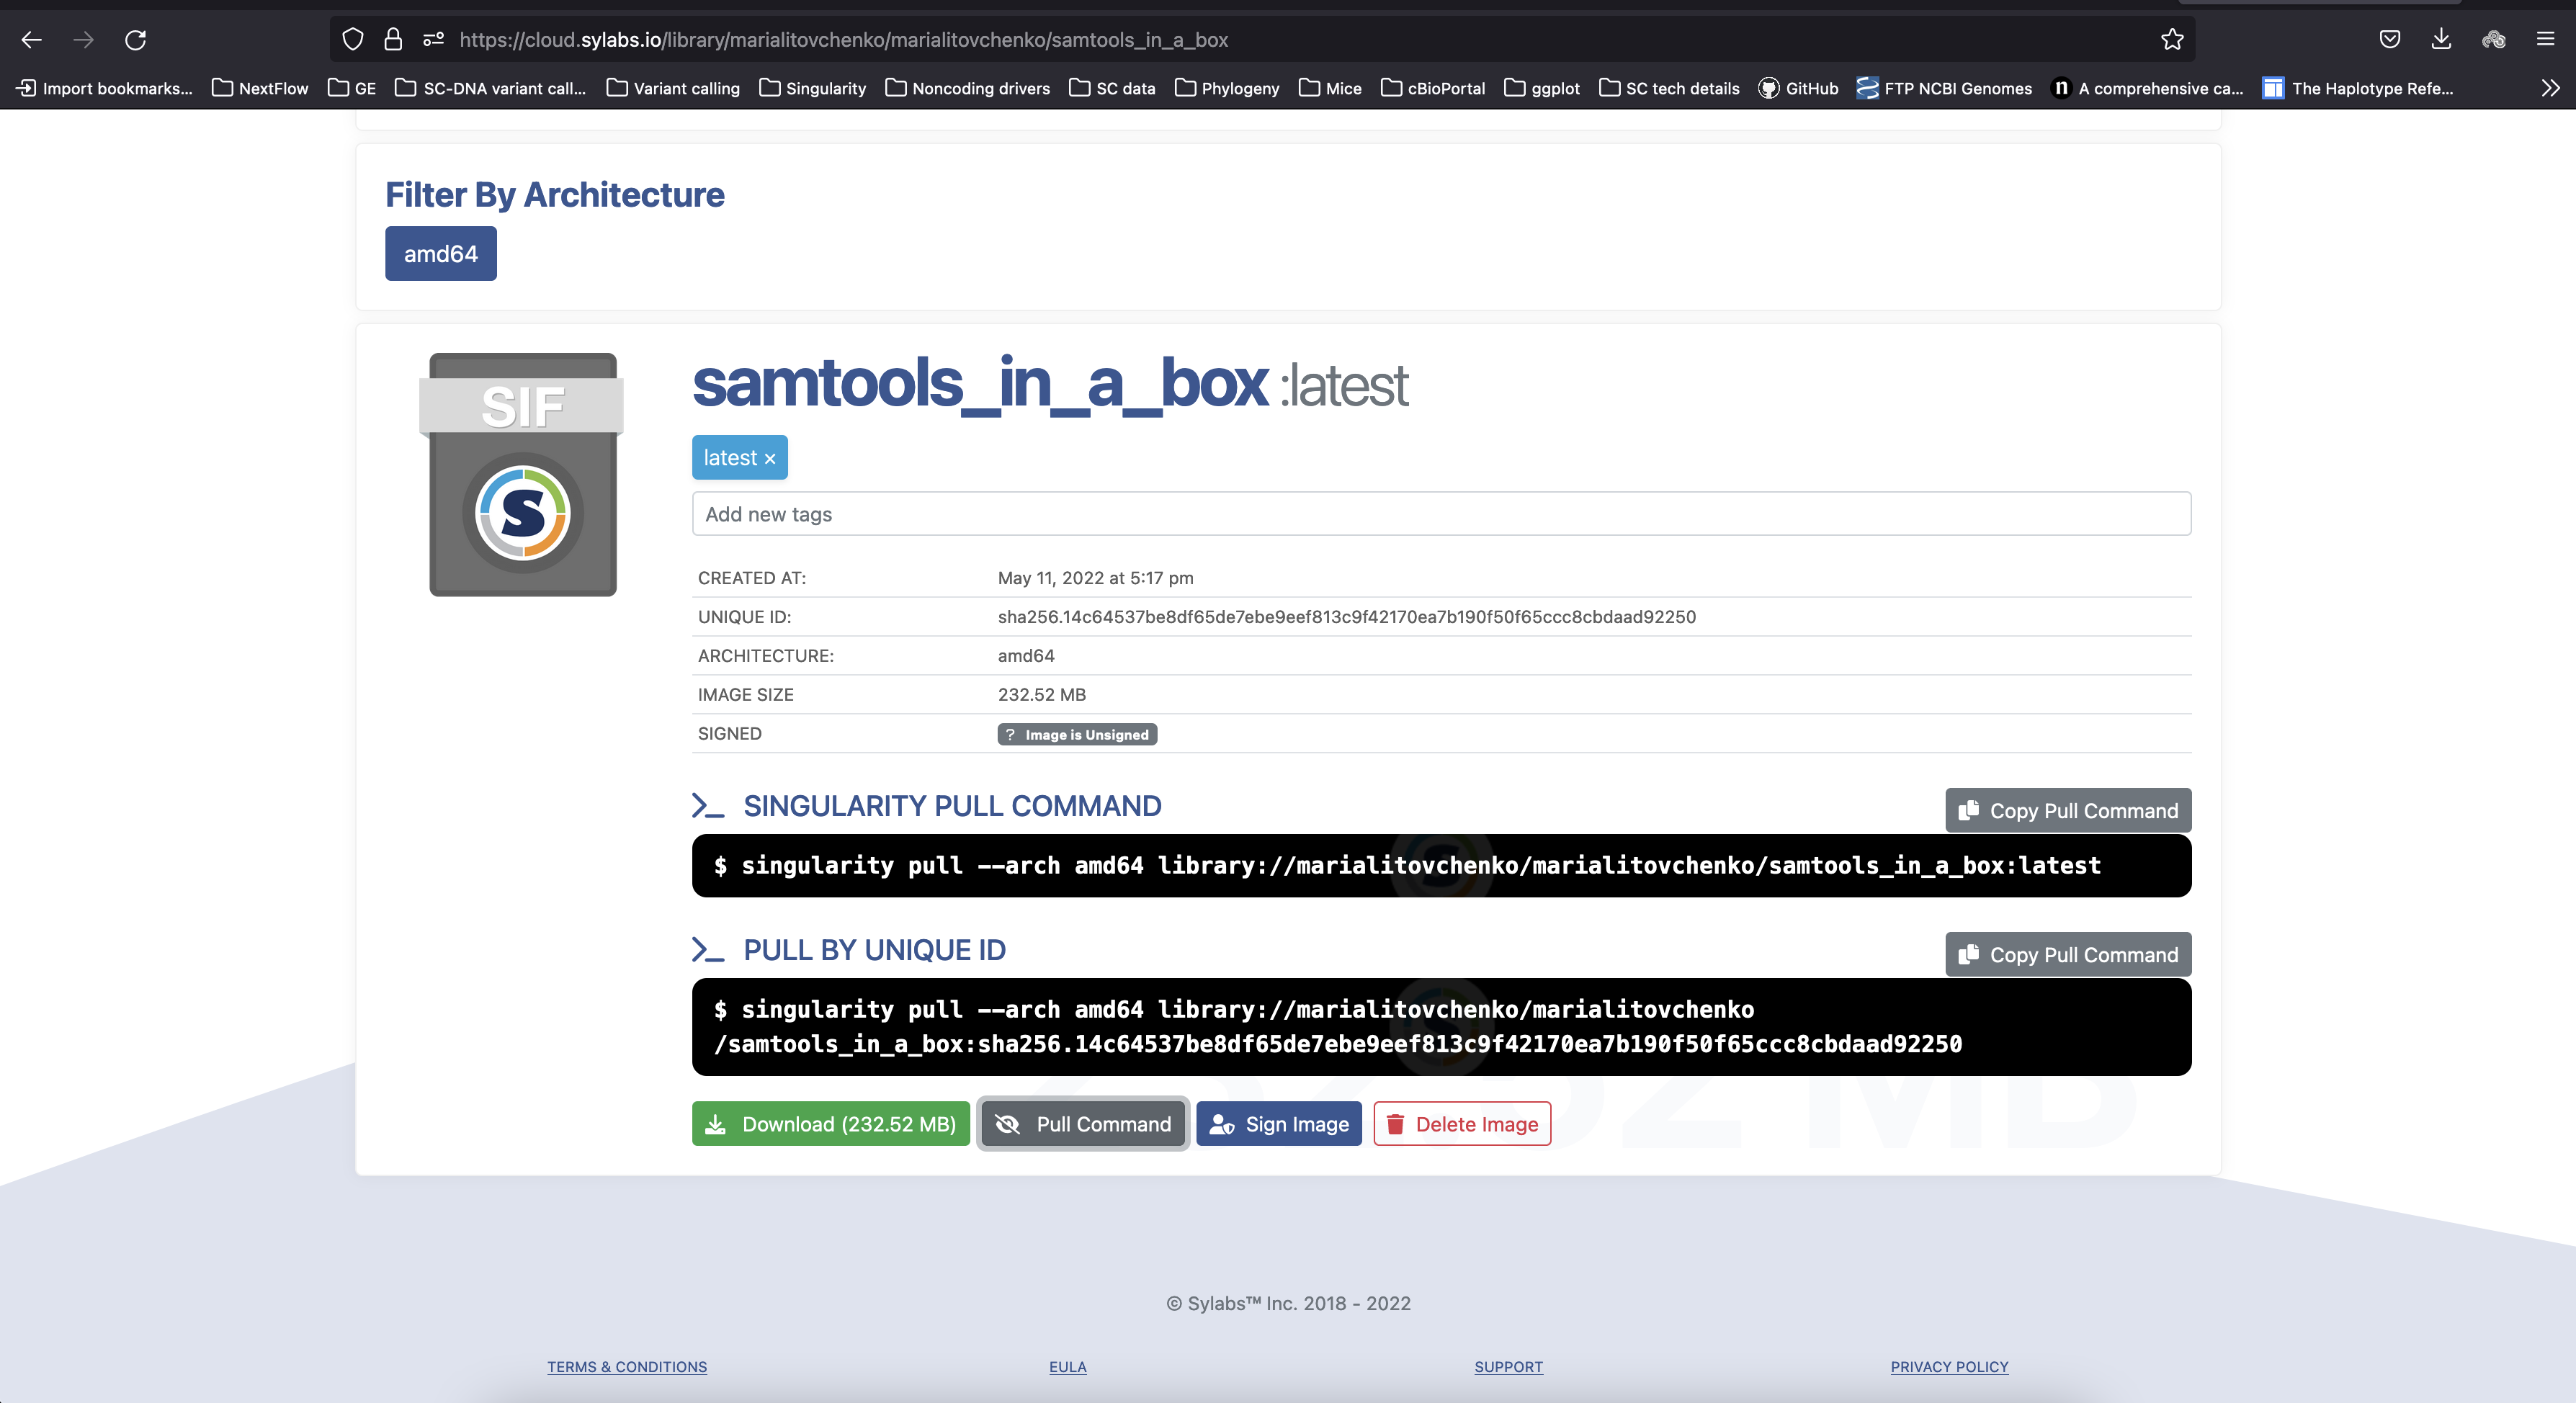 https://cloud.sylabs.io/library/marialitovchenko/marialitovchenko/samtools_in_a_box
Import bookmarks... NextFlow GE SC-DNA variant call... Variant calling Singularity Noncoding drivers SC data Phylogeny Mice cBioPortal ggplot SC tech details GitHub FTP NCBI Genomes n A comprehensive ca... The Haplotype Refe...
Filter By Architecture
amd64
SIF
S
samtools_in_a_box :latest
latest ×
Add new tags
CREATED AT: May 11, 2022 at 5:17 pm
UNIQUE ID: sha256.14c64537be8df65de7ebe9eef813c9f42170ea7b190f50f65ccc8cbdaad92250
ARCHITECTURE: amd64
IMAGE SIZE 232.52 MB
SIGNED ? Image is Unsigned
>_ SINGULARITY PULL COMMAND Copy Pull Command
$ singularity pull --arch amd64 library://marialitovchenko/marialitovchenko/samtools_in_a_box:latest
>_ PULL BY UNIQUE ID Copy Pull Command
$ singularity pull --arch amd64 library://marialitovchenko/marialitovchenko
/samtools_in_a_box:sha256.14c64537be8df65de7ebe9eef813c9f42170ea7b190f50f65ccc8cbdaad92250
Download (232.52 MB) Pull Command Sign Image Delete Image
© Sylabs™ Inc. 2018 - 2022
TERMS & CONDITIONS EULA SUPPORT PRIVACY POLICY